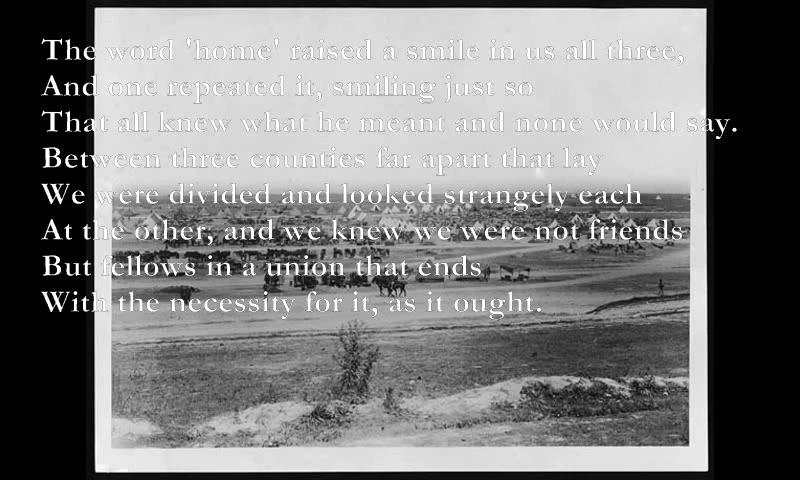 The word 'home' raised a smile in us all three,
And one repeated it, smiling just so
That all knew what he meant and none would say.
Between three counties far apart that lay
We were divided and looked strangely each
At the other, and we knew we were not friends
But fellows in a union that ends
With the necessity for it, as it ought.